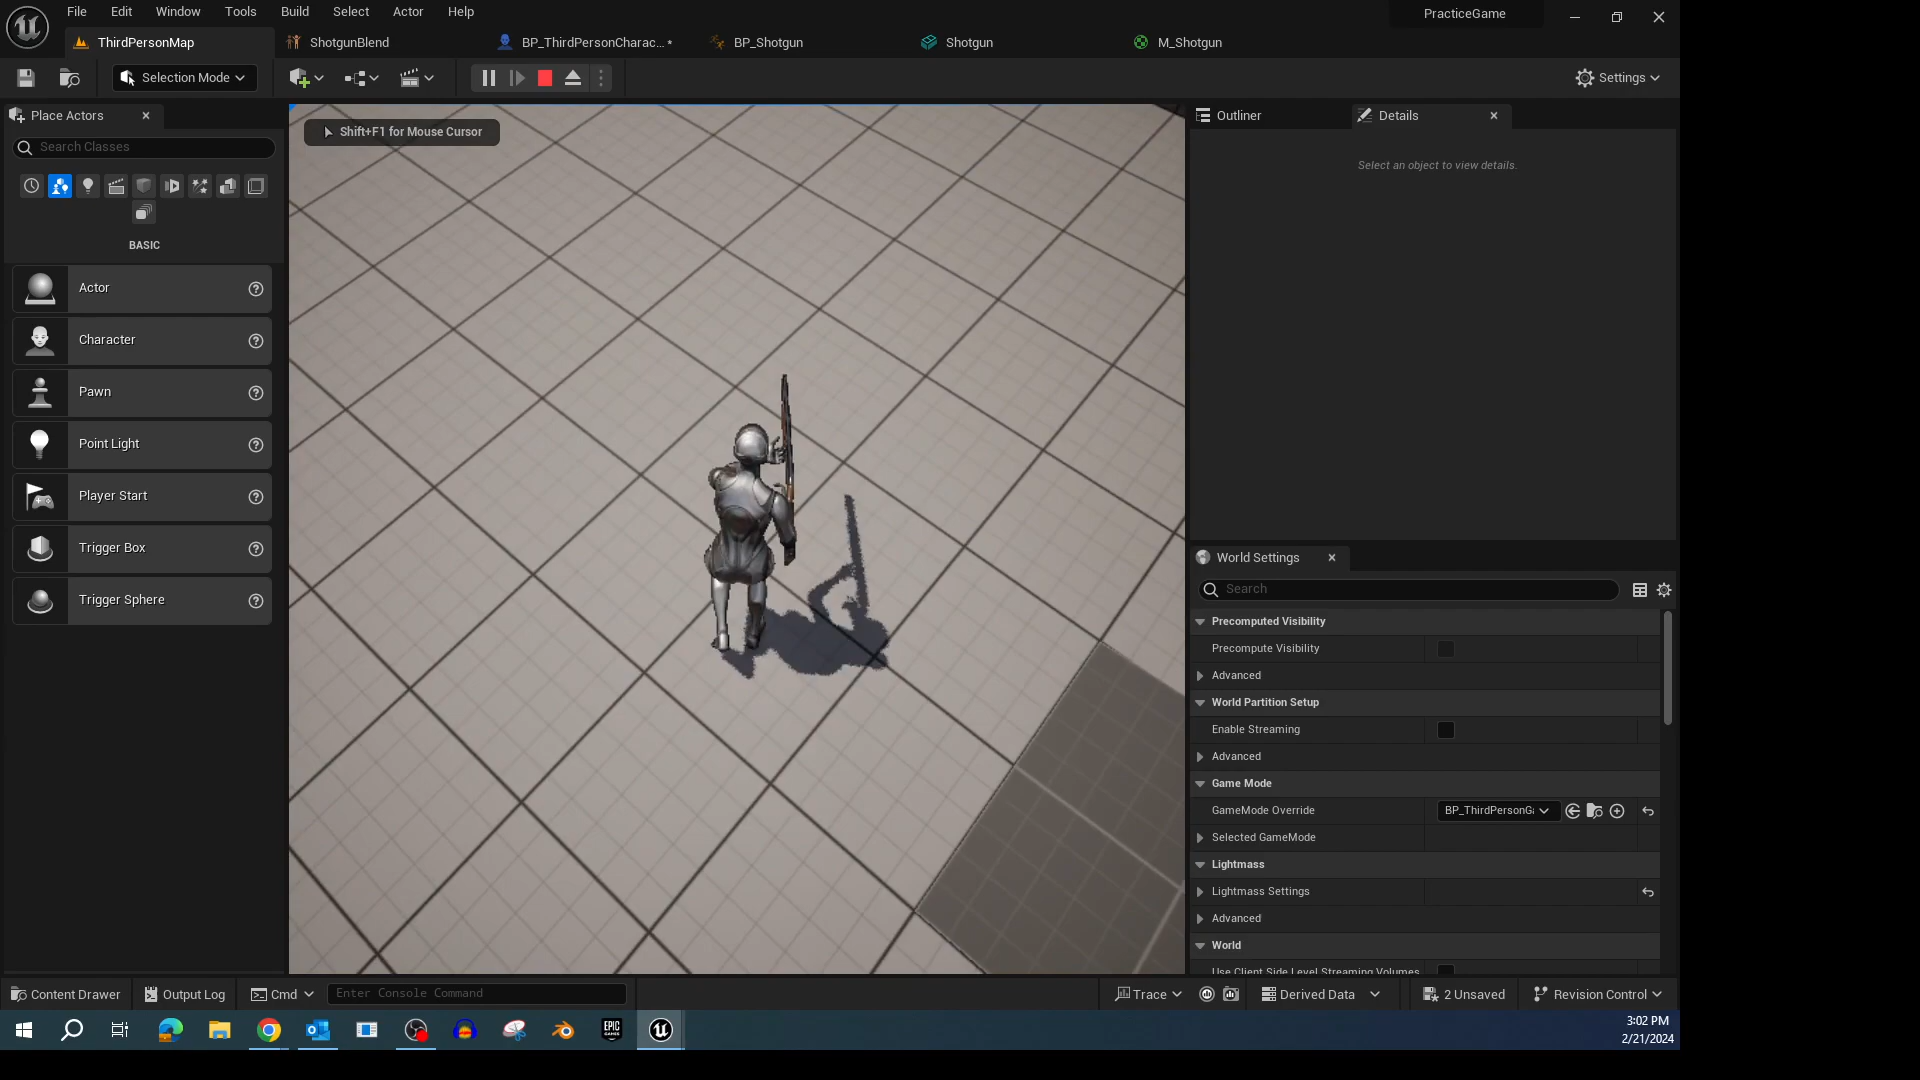 File Edit Window Tools Build Select Actor Help
PracticeGame
ThirdPersonMap
ShotgunBlend
BP_ThirdPersonCharac... *
BP_Shotgun
Shotgun
M_Shotgun
Selection Mode
Settings
Place Actors
Search Classes
BASIC
Actor
Character
Pawn
Point Light
Player Start
Trigger Box
Trigger Sphere
Shift+F1 for Mouse Cursor
Outliner
Details
Select an object to view details.
World Settings
Search
Precomputed Visibility
Precompute Visibility
Advanced
World Partition Setup
Enable Streaming
Advanced
Game Mode
GameMode Override
BP_ThirdPersonGa
Selected GameMode
Lightmass
Lightmass Settings
Advanced
World
Use Client Side Level Streaming Volumes
Content Drawer
Output Log
Cmd
Enter Console Command
Trace
Derived Data
2 Unsaved
Revision Control
EPIC
GAMES
3:02 PM
2/21/2024